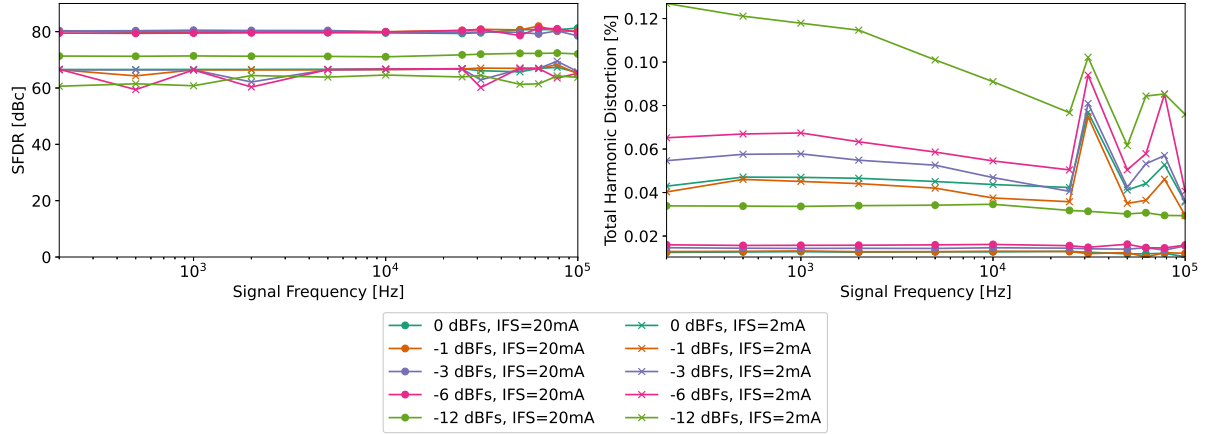 80
60
40
20
0
SFDR [dBc]
10³
10⁴
10⁵
Signal Frequency [Hz]
0.12
0.10
0.08
0.06
0.04
0.02
Total Harmonic Distortion [%]
10³
10⁴
10⁵
Signal Frequency [Hz]
0 dBFs, IFS=20mA
-1 dBFs, IFS=20mA
-3 dBFs, IFS=20mA
-6 dBFs, IFS=20mA
-12 dBFs, IFS=20mA
0 dBFs, IFS=2mA
-1 dBFs, IFS=2mA
-3 dBFs, IFS=2mA
-6 dBFs, IFS=2mA
-12 dBFs, IFS=2mA